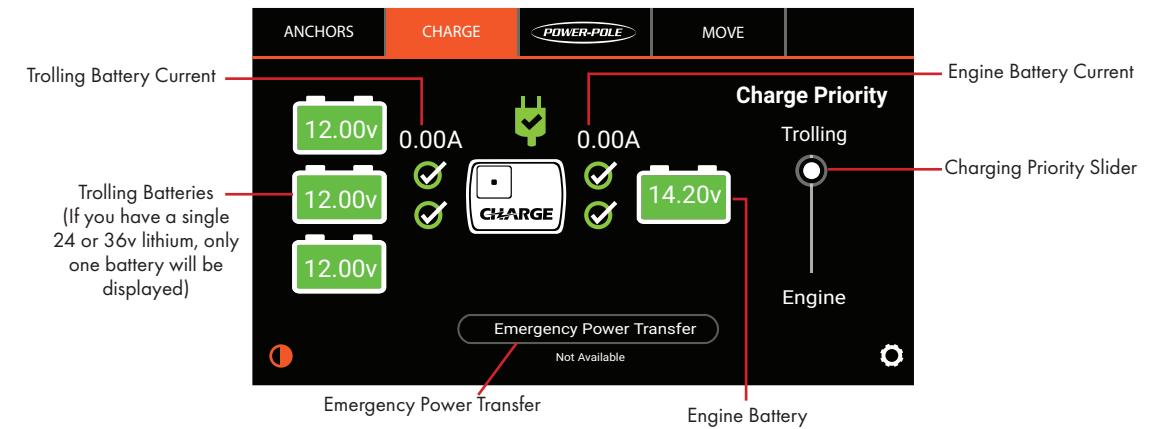 ANCHORS
CHARGE
POWER-POLE
MOVE
Trolling Battery Current
Engine Battery Current
Charge Priority
Trolling
12.00v
0.00A
0.00A
Charging Priority Slider
Trolling Batteries
(If you have a single
24 or 36v lithium, only
one battery will be
displayed)
12.00v
CHARGE
14.20v
12.00v
Engine
Emergency Power Transfer
Not Available
Emergency Power Transfer
Engine Battery